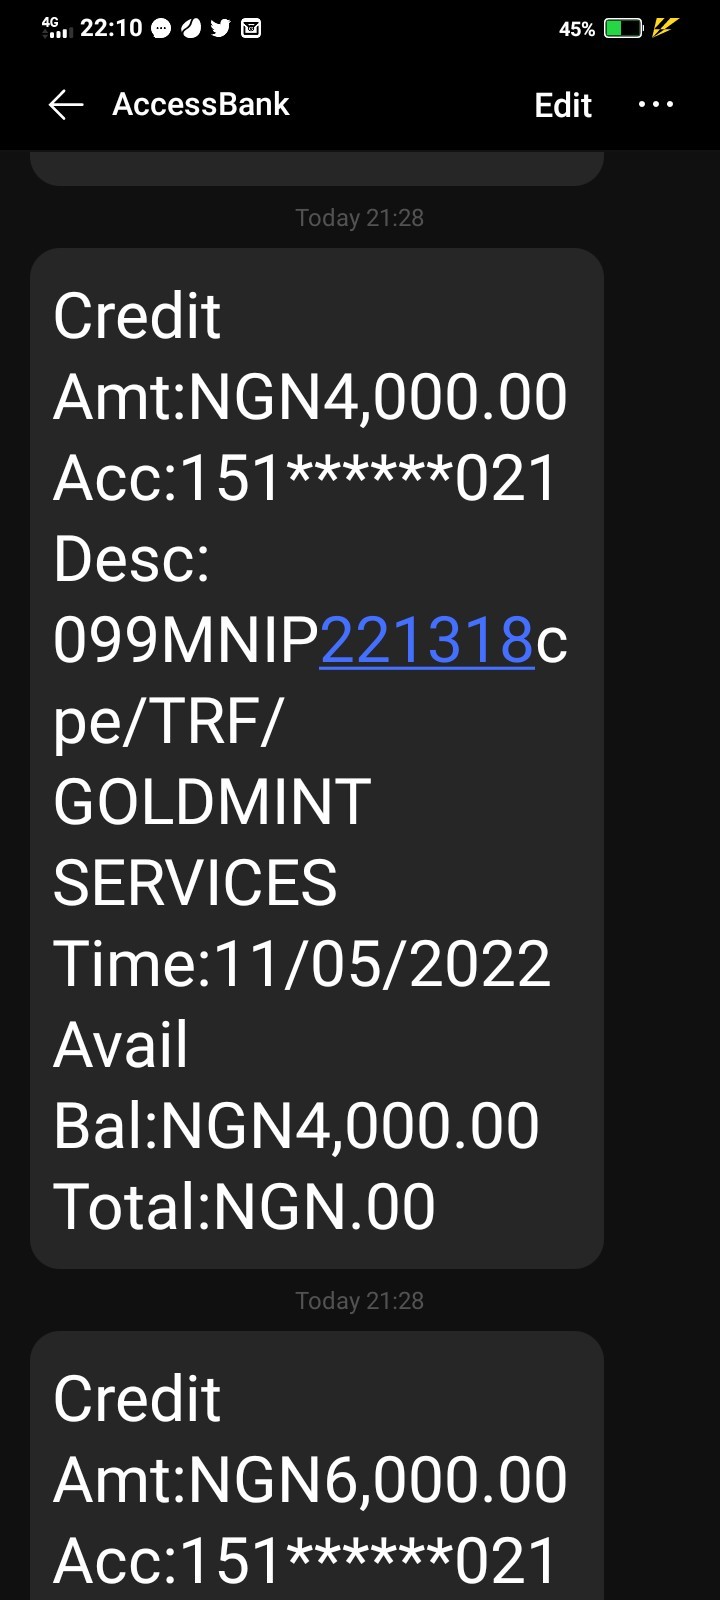 4G 22:10 45%
AccessBank Edit
Today 21:28
Credit
Amt:NGN4,000.00
Acc:151******021
Desc:
099MNIP221318c
pe/TRF/
GOLDMINT
SERVICES
Time:11/05/2022
Avail
Bal:NGN4,000.00
Total:NGN.00
Today 21:28
Credit
Amt:NGN6,000.00
Acc:151******021